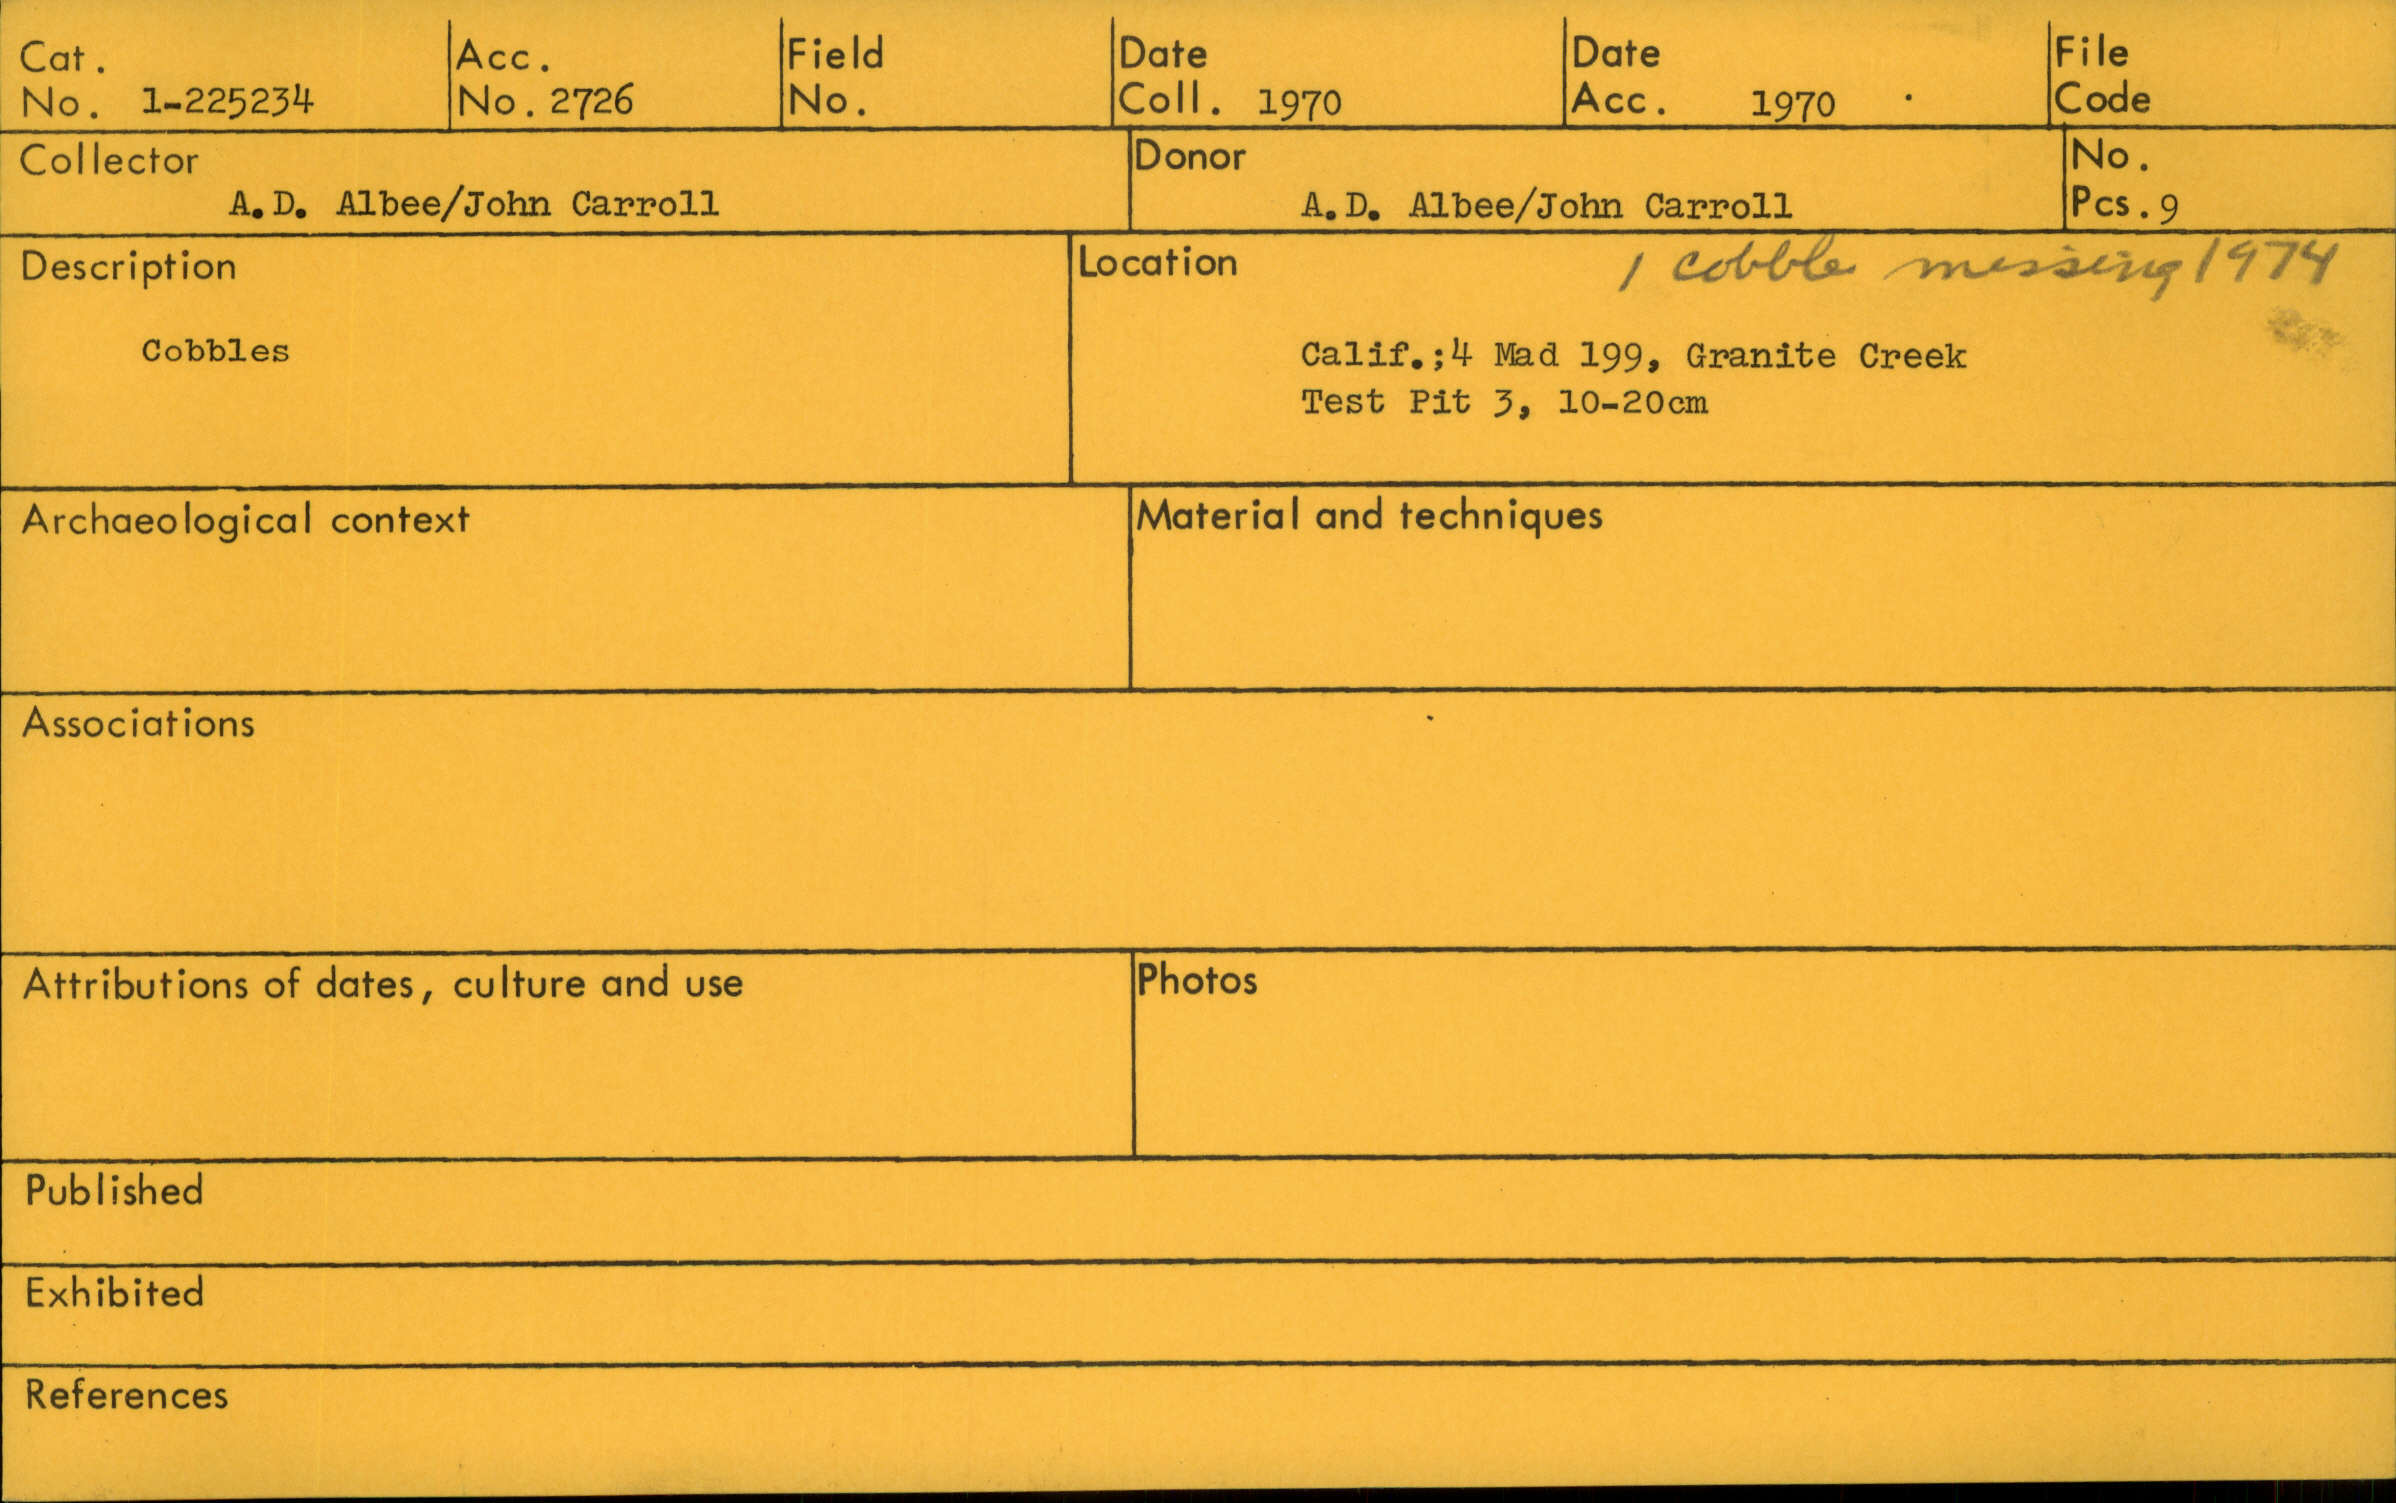 Cat. No. 1-225234
Acc. No. 2726
Field No.
Date Coll. 1970
Date Acc. 1970
File Code
Collector
A.D. Albee/John Carroll
Donor
A.D. Albee/John Carroll
No. Pcs. 9
Description
Cobbles
Location
1 cobble missing 1974
Calif.;4 Mad 199, Granite Creek
Test Pit 3, 10-20cm
Archaeological context
Material and techniques
Associations
Attributions of dates, culture and use
Photos
Published
Exhibited
References